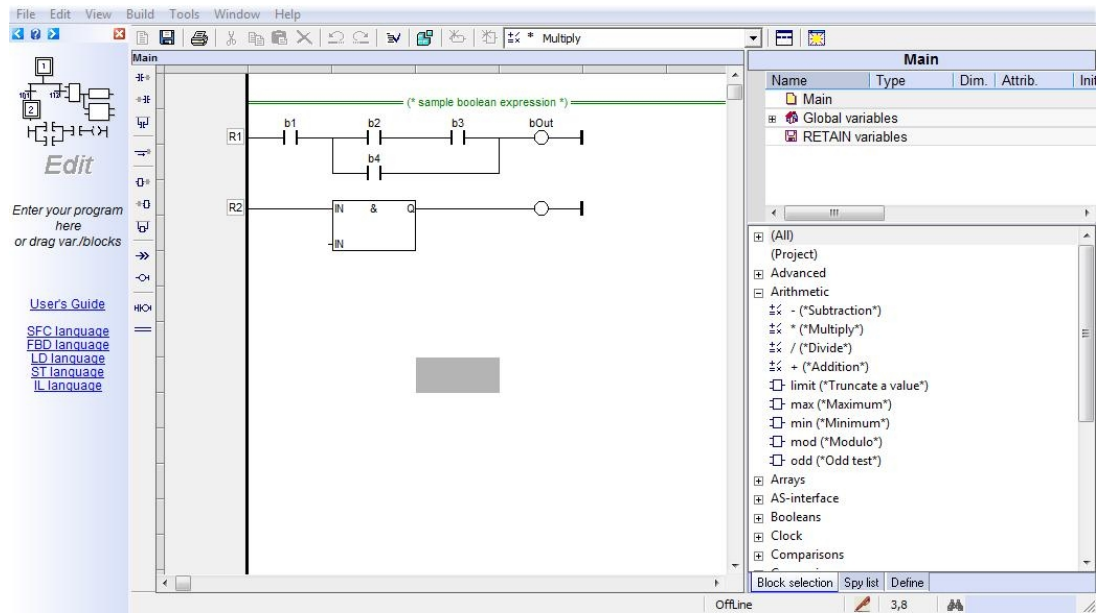 File Edit View Build Tools Window Help
* Multiply
Main
(* sample boolean expression *)
b1 b2 b3 bOut
R1
b4
R2
IN & Q
IN
1
2
Edit
Enter your program
here
or drag var./blocks
User's Guide
SFC language
FBD language
LD language
ST language
IL language
Main
Name Type Dim. Attrib. Init
Main
Global variables
RETAIN variables
(All)
(Project)
Advanced
Arithmetic
- (*Subtraction*)
* (*Multiply*)
/ (*Divide*)
+ (*Addition*)
limit (*Truncate a value*)
max (*Maximum*)
min (*Minimum*)
mod (*Modulo*)
odd (*Odd test*)
Arrays
AS-interface
Booleans
Clock
Comparisons
Block selection Spy list Define
OffLine 3,8